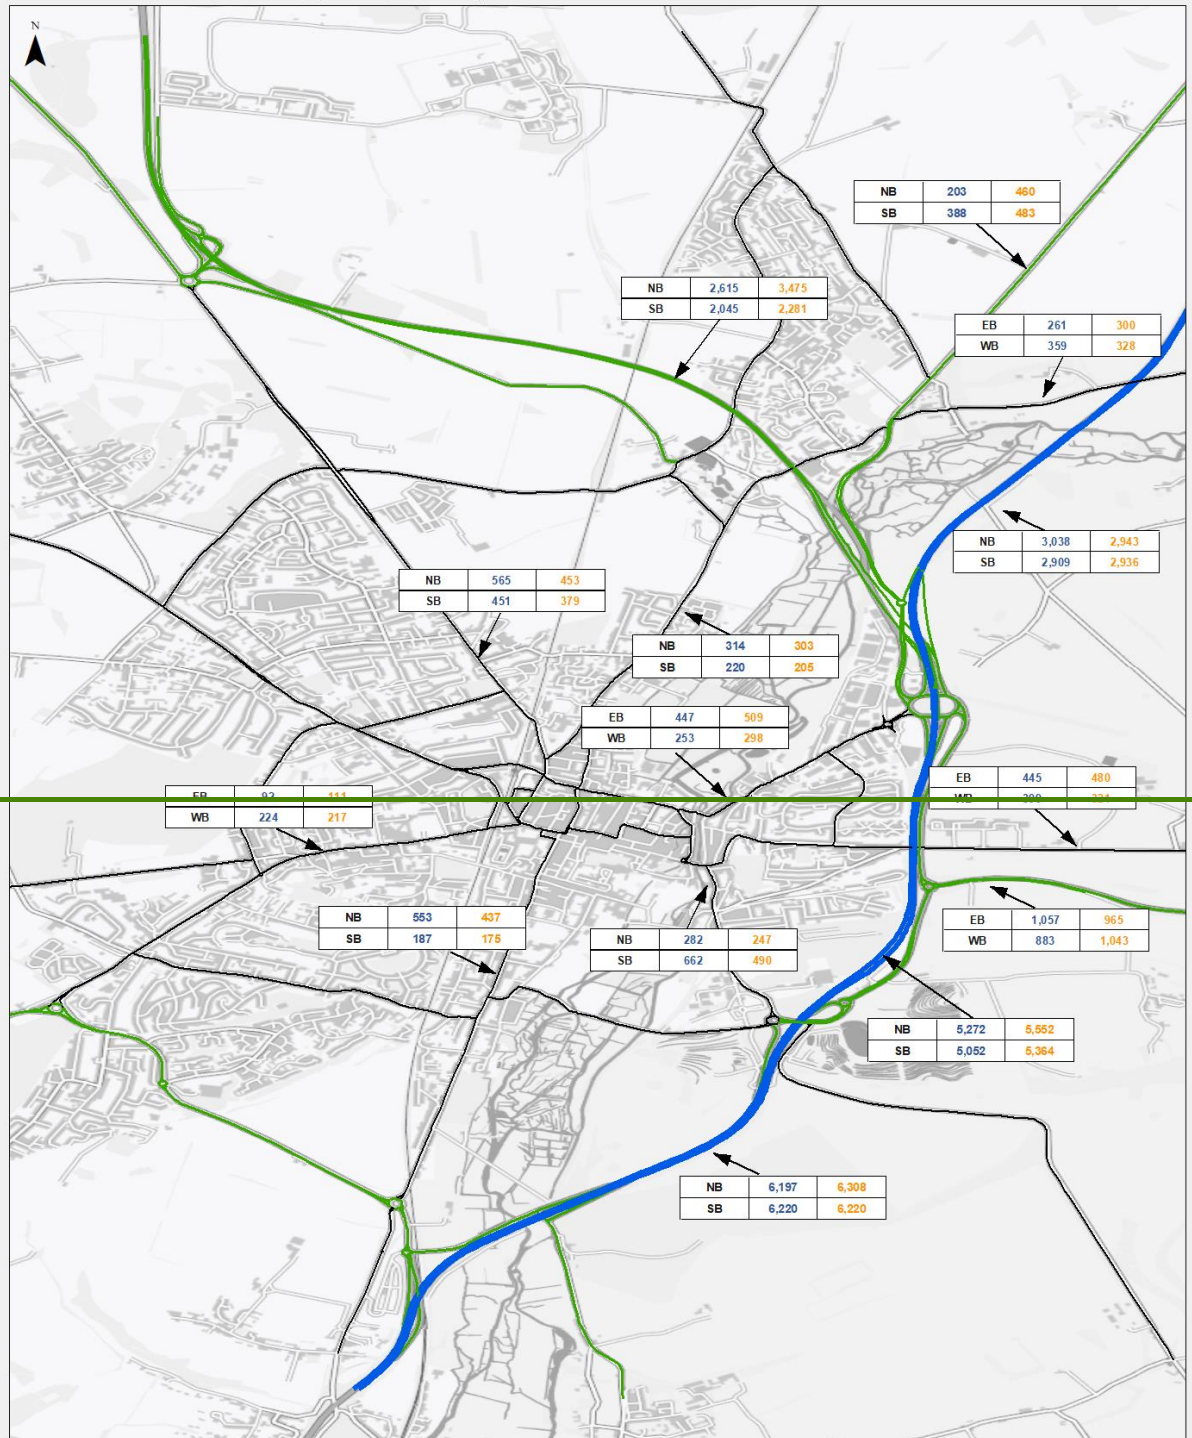 N
NB 203 460
SB 388 483
NB 2,615 3,475
SB 2,045 2,281
EB 261 300
WB 359 328
NB 3,038 2,943
SB 2,909 2,936
NB 565 453
SB 451 379
NB 314 303
SB 220 205
EB 447 509
WB 253 298
EB 445 480
WB
EB 111
WB 224 217
NB 553 437
SB 187 175
NB 282 247
SB 662 490
EB 1,057 965
WB 883 1,043
NB 5,272 5,552
SB 5,052 5,364
NB 6,197 6,308
SB 6,220 6,220